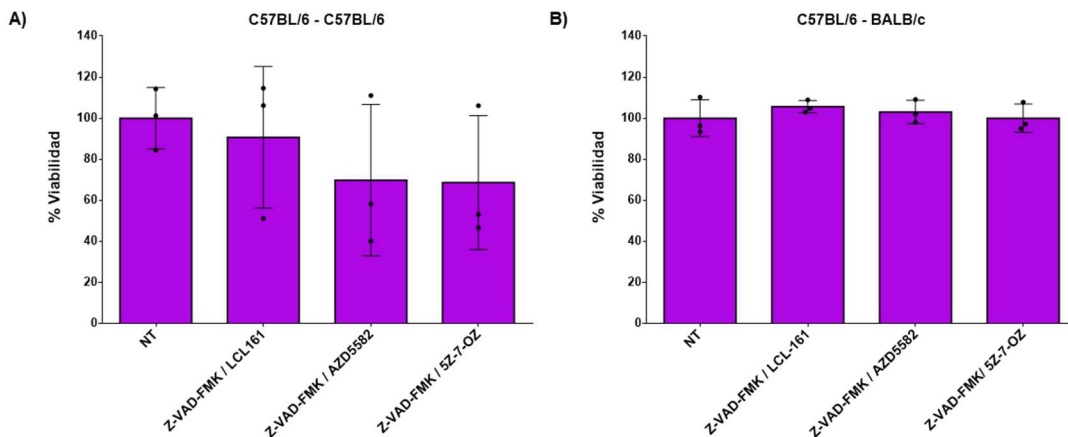 A)
C57BL/6 - C57BL/6
% Viabilidad
140
120
100
80
60
40
20
0
NT
Z-VAD-FMK / LCL161
Z-VAD-FMK / AZD5582
Z-VAD-FMK / 5Z-7-OZ
B)
C57BL/6 - BALB/c
% Viabilidad
140
120
100
80
60
40
20
0
NT
Z-VAD-FMK / LCL-161
Z-VAD-FMK / AZD5582
Z-VAD-FMK/ 5Z-7-OZ